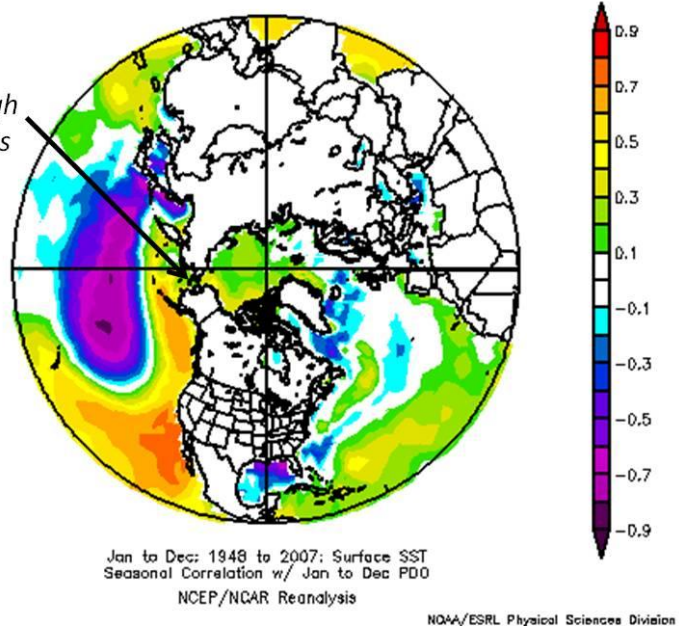 0.9
0.7
0.5
0.3
0.1
-0.1
-0.3
-0.5
-0.7
-0.9
Jan to Dec: 1948 to 2007: Surface SST
Seasonal Correlation w/ Jan to Dec PDO
NCEP/NCAR Reanalysis
NOAA/ESRL Physical Sciences Division